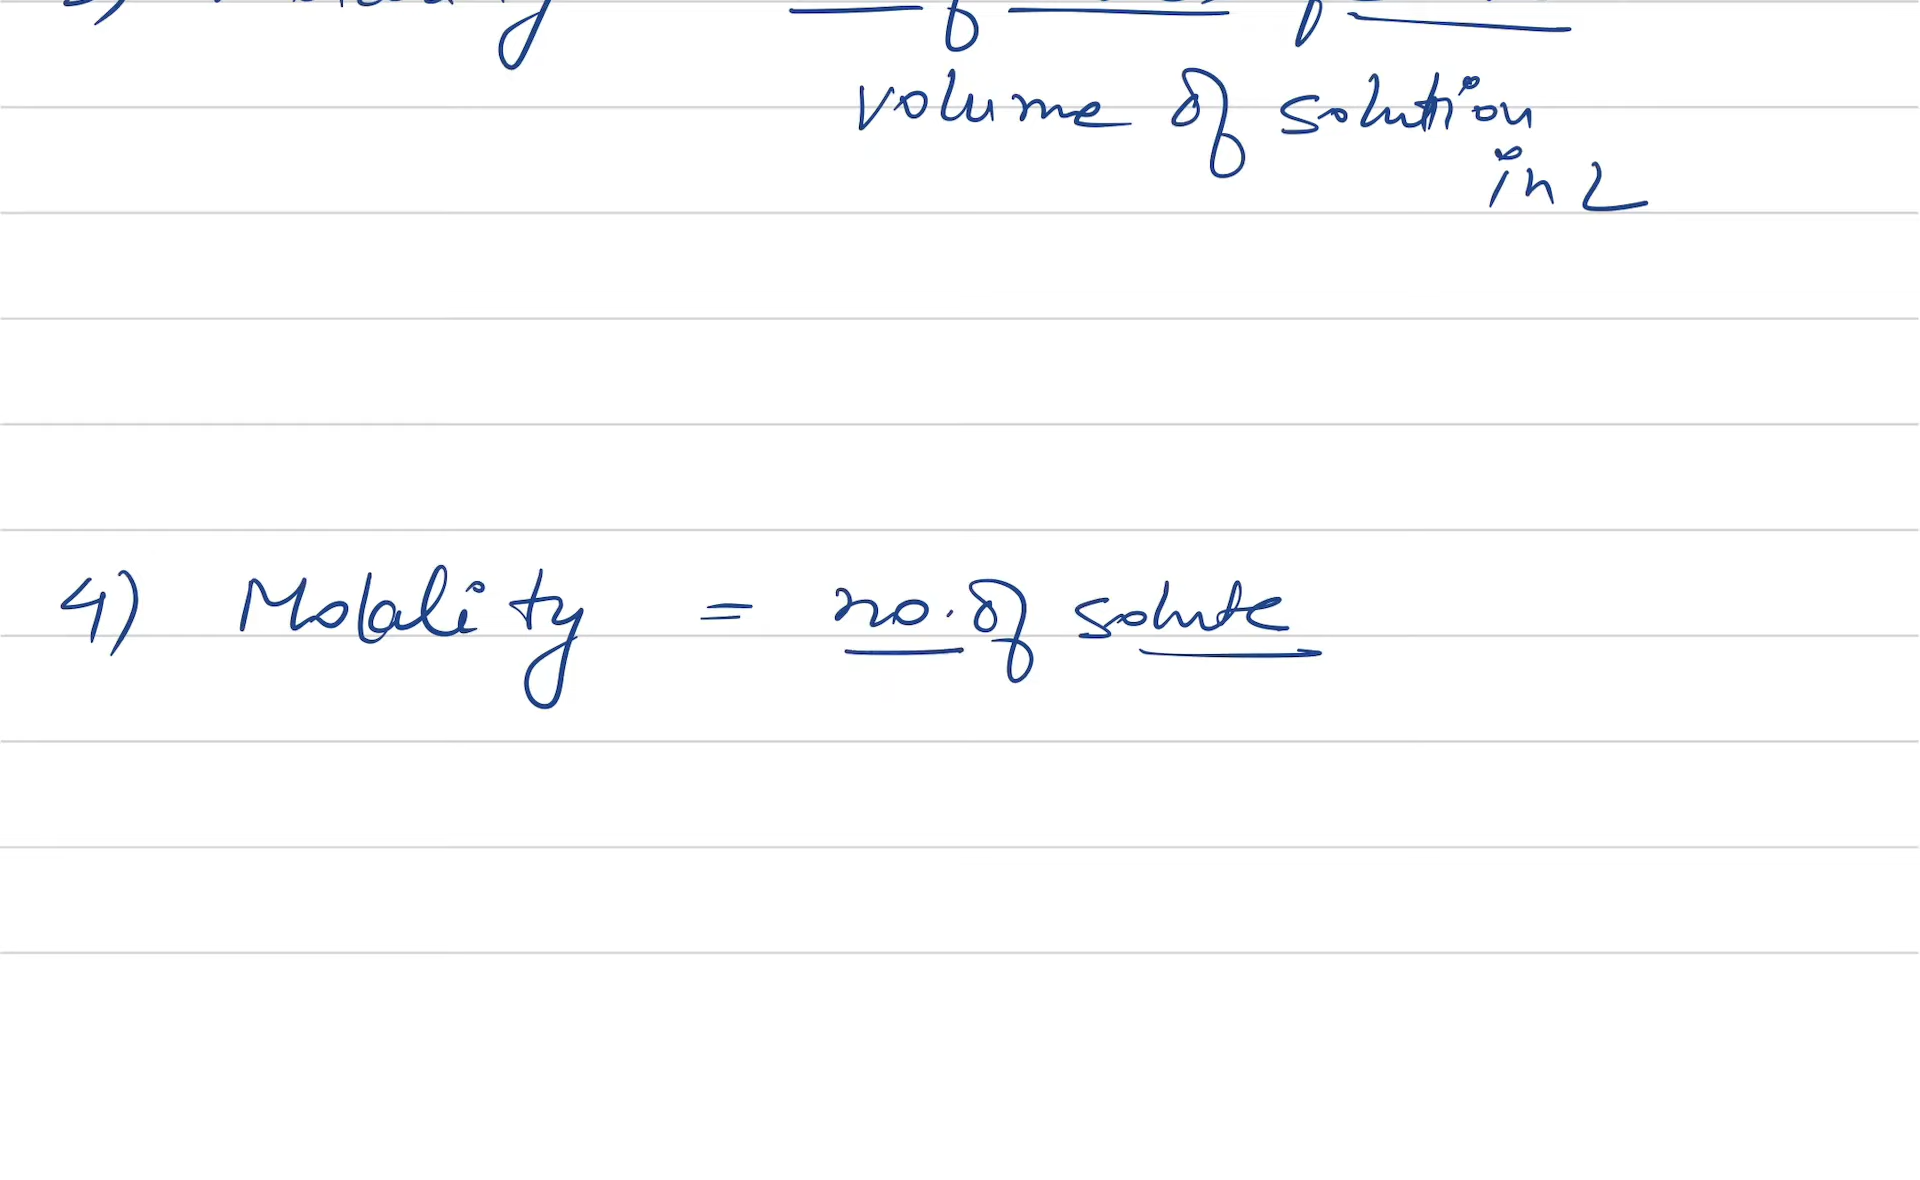 volume of solution
in L
4) Molality = no. of solute